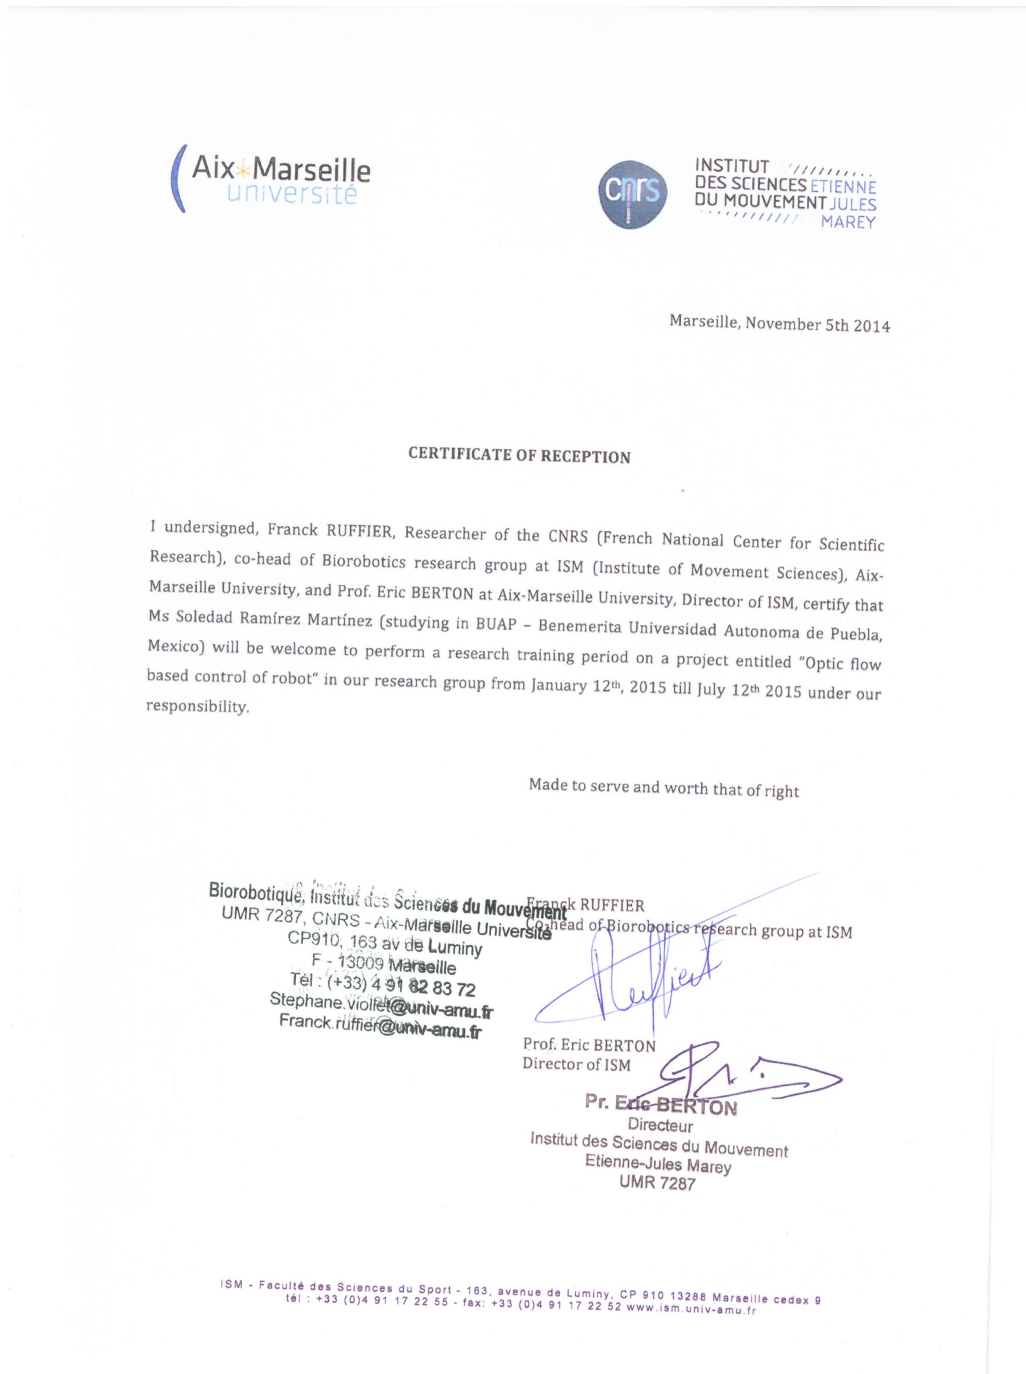 Aix*Marseille
université
cnrs
INSTITUT
DES SCIENCES ETIENNE
DU MOUVEMENT JULES
MAREY
Marseille, November 5th 2014
CERTIFICATE OF RECEPTION
I undersigned, Franck RUFFIER, Researcher of the CNRS (French National Center for Scientific
Research), co-head of Biorobotics research group at ISM (Institute of Movement Sciences), Aix-
Marseille University, and Prof. Eric BERTON at Aix-Marseille University, Director of ISM, certify that
Ms Soledad Ramírez Martínez (studying in BUAP – Benemerita Universidad Autonoma de Puebla,
Mexico) will be welcome to perform a research training period on a project entitled "Optic flow
based control of robot" in our research group from January 12th, 2015 till July 12th 2015 under our
responsibility.
Made to serve and worth that of right
Biorobotique, Institut des Sciences du Mouvement
UMR 7287, CNRS - Aix-Marseille Université
CP910, 163 av de Luminy
F - 13009 Marseille
Tél : (+33) 4 91 82 83 72
Stephane.viollet@univ-amu.fr
Franck.ruffier@univ-amu.fr
Franck RUFFIER
Co-head of Biorobotics research group at ISM
Ruffier
Prof. Eric BERTON
Director of ISM
Pr. Eric BERTON
Directeur
Institut des Sciences du Mouvement
Etienne-Jules Marey
UMR 7287
ISM - Faculté des Sciences du Sport - 163, avenue de Luminy, CP 910 13288 Marseille cedex 9
tél : +33 (0)4 91 17 22 55 - fax: +33 (0)4 91 17 22 52 www.ism.univ-amu.fr